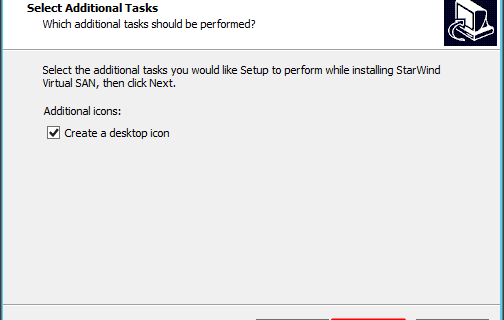 Select Additional Tasks
Which additional tasks should be performed?
Select the additional tasks you would like Setup to perform while installing StarWind
Virtual SAN, then click Next.
Additional icons:
Create a desktop icon